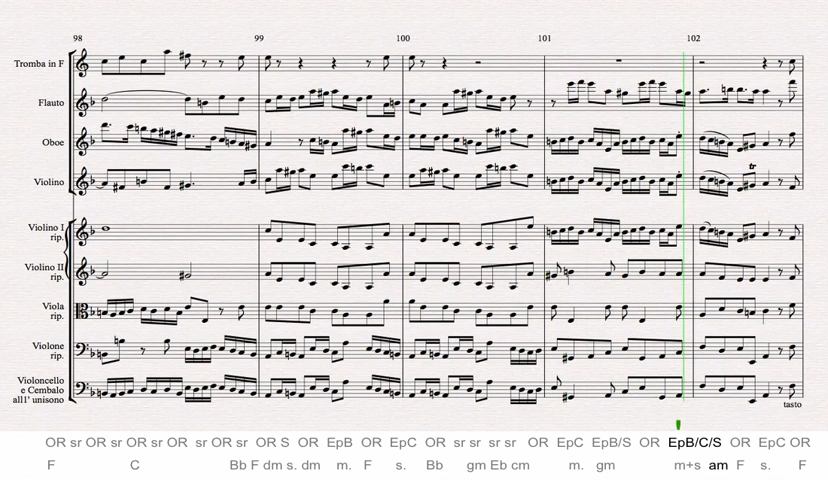 98 99 100 101 102
Tromba in F
Flauto
Oboe
Violino
tr
Violino I
rip.
Violino II
rip.
Viola
rip.
Violone
rip.
Violoncello
e Cembalo
all' unisono
tasto
OR sr OR sr OR sr OR sr OR sr OR OR S OR EpB OR EpC OR sr sr sr sr OR EpC EpB/S OR EpB/C/S OR EpC OR
F C Bb F dm s. dm m. F s. Bb gm Eb cm m. gm m+s am F s. F